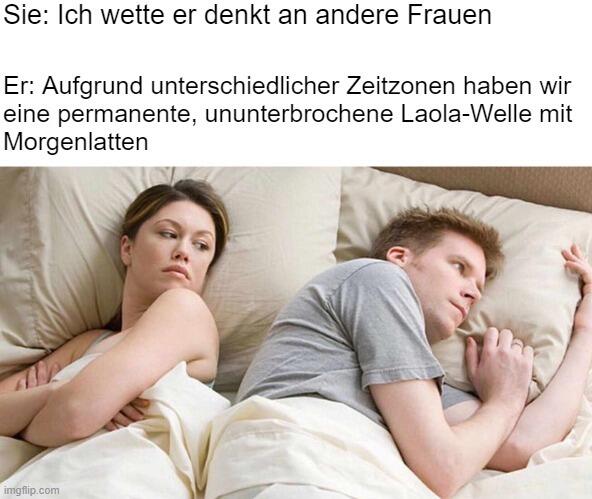 Sie: Ich wette er denkt an andere Frauen
Er: Aufgrund unterschiedlicher Zeitzonen haben wir
eine permanente, ununterbrochene Laola-Welle mit
Morgenlatten
imgflip.com